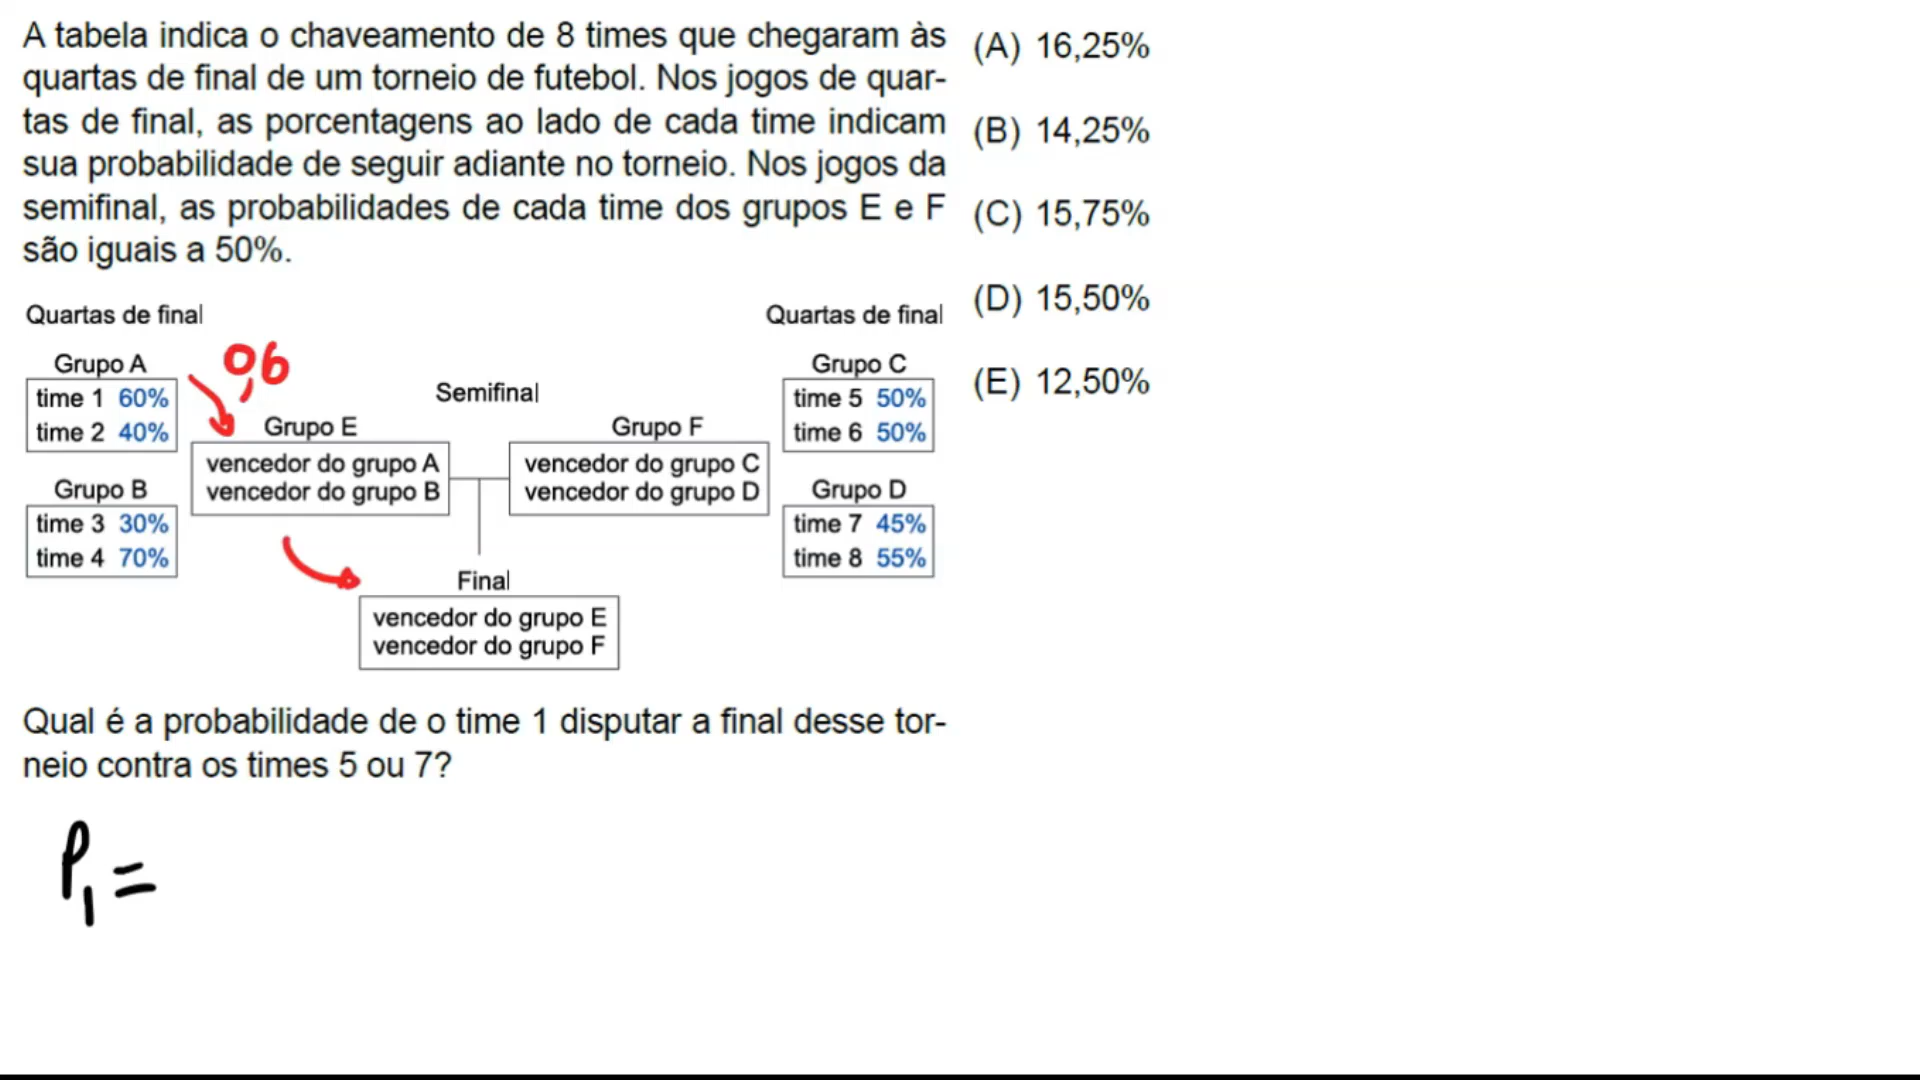 A tabela indica o chaveamento de 8 times que chegaram às
quartas de final de um torneio de futebol. Nos jogos de quar-
tas de final, as porcentagens ao lado de cada time indicam
sua probabilidade de seguir adiante no torneio. Nos jogos da
semifinal, as probabilidades de cada time dos grupos E e F
são iguais a 50%.
Quartas de final
Grupo A
time 1 60%
time 2 40%
Grupo B
time 3 30%
time 4 70%
0,6
Semifinal
Grupo E
vencedor do grupo A
vencedor do grupo B
Grupo F
vencedor do grupo C
vencedor do grupo D
Quartas de final
Grupo C
time 5 50%
time 6 50%
Grupo D
time 7 45%
time 8 55%
Final
vencedor do grupo E
vencedor do grupo F
Qual é a probabilidade de o time 1 disputar a final desse tor-
neio contra os times 5 ou 7?
P₁ =
(A) 16,25%
(B) 14,25%
(C) 15,75%
(D) 15,50%
(E) 12,50%